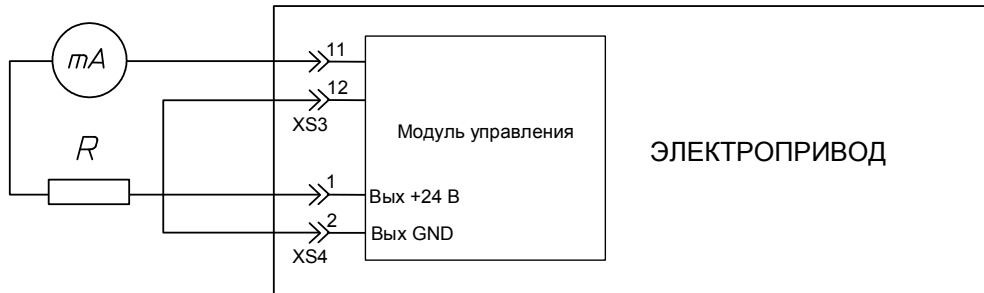 mA
11
12
XS3
Модуль управления
ЭЛЕКТРОПРИВОД
R
1
Вых +24 В
2
Вых GND
XS4